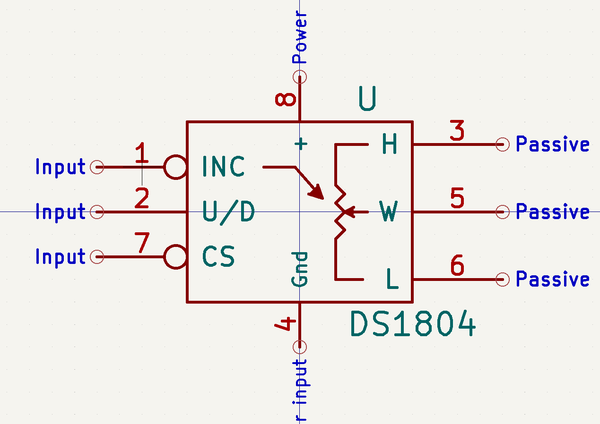 Power
8
U
+
1
Input
INC
H
3
Passive
2
Input
U/D
W
5
Passive
7
Input
CS
Gnd
L
6
Passive
4
DS1804
r input